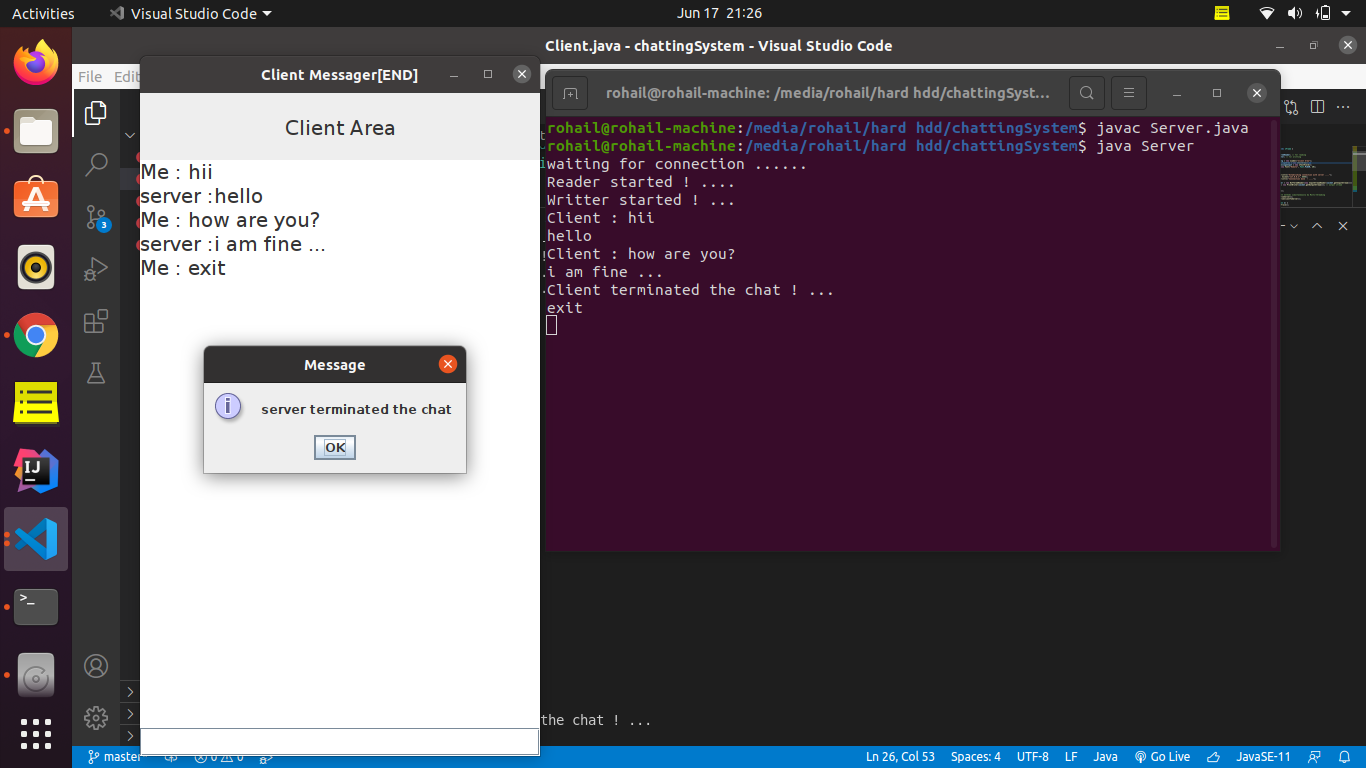 Activities
Visual Studio Code
Jun 17 21:26
Client.java - chattingSystem - Visual Studio Code
File Edit
Client Messager[END]
Client Area
Me : hii
server :hello
Me : how are you?
server :i am fine ...
Me : exit
Message
server terminated the chat
OK
rohail@rohail-machine: /media/rohail/hard hdd/chattingSyst...
rohail@rohail-machine:/media/rohail/hard hdd/chattingSystem$ javac Server.java
rohail@rohail-machine:/media/rohail/hard hdd/chattingSystem$ java Server
waiting for connection ......
Reader started ! ....
Writter started ! ...
Client : hii
hello
Client : how are you?
i am fine ...
Client terminated the chat ! ...
exit
the chat ! ...
3
IJ
>_
master
0 0
Ln 26, Col 53
Spaces: 4
UTF-8
LF
Java
Go Live
JavaSE-11